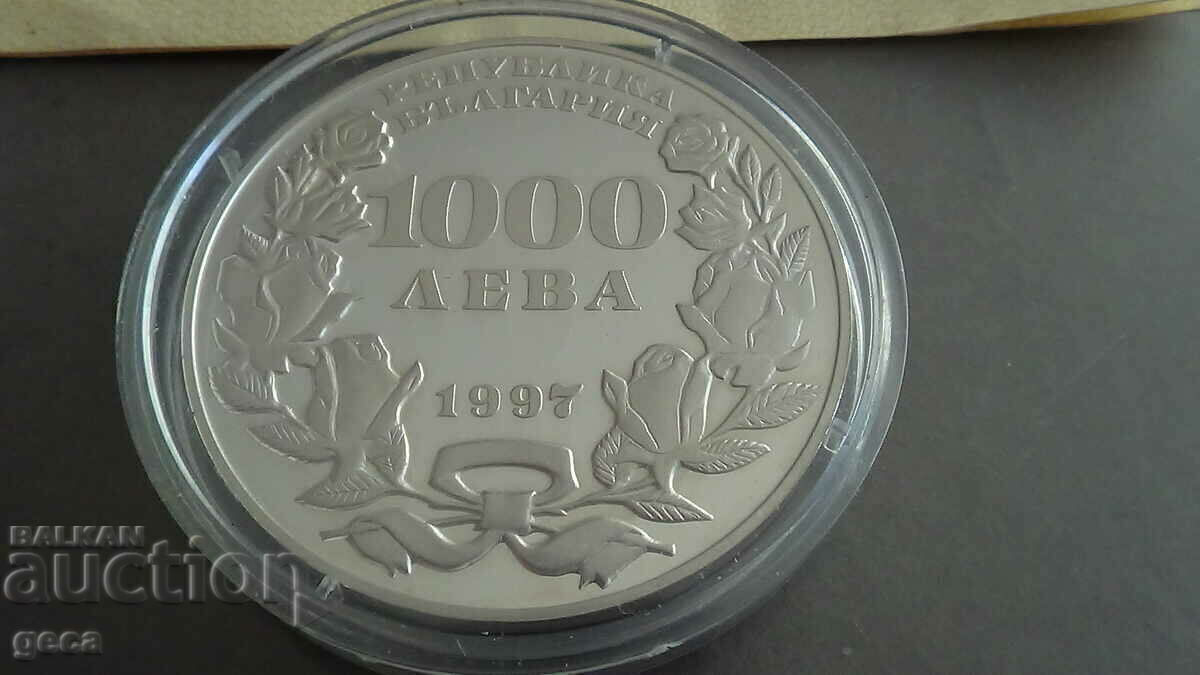 РЕПУБЛИКА
БЪЛГАРИЯ
1000
ЛЕВА
1997
BALKAN
auction
geca